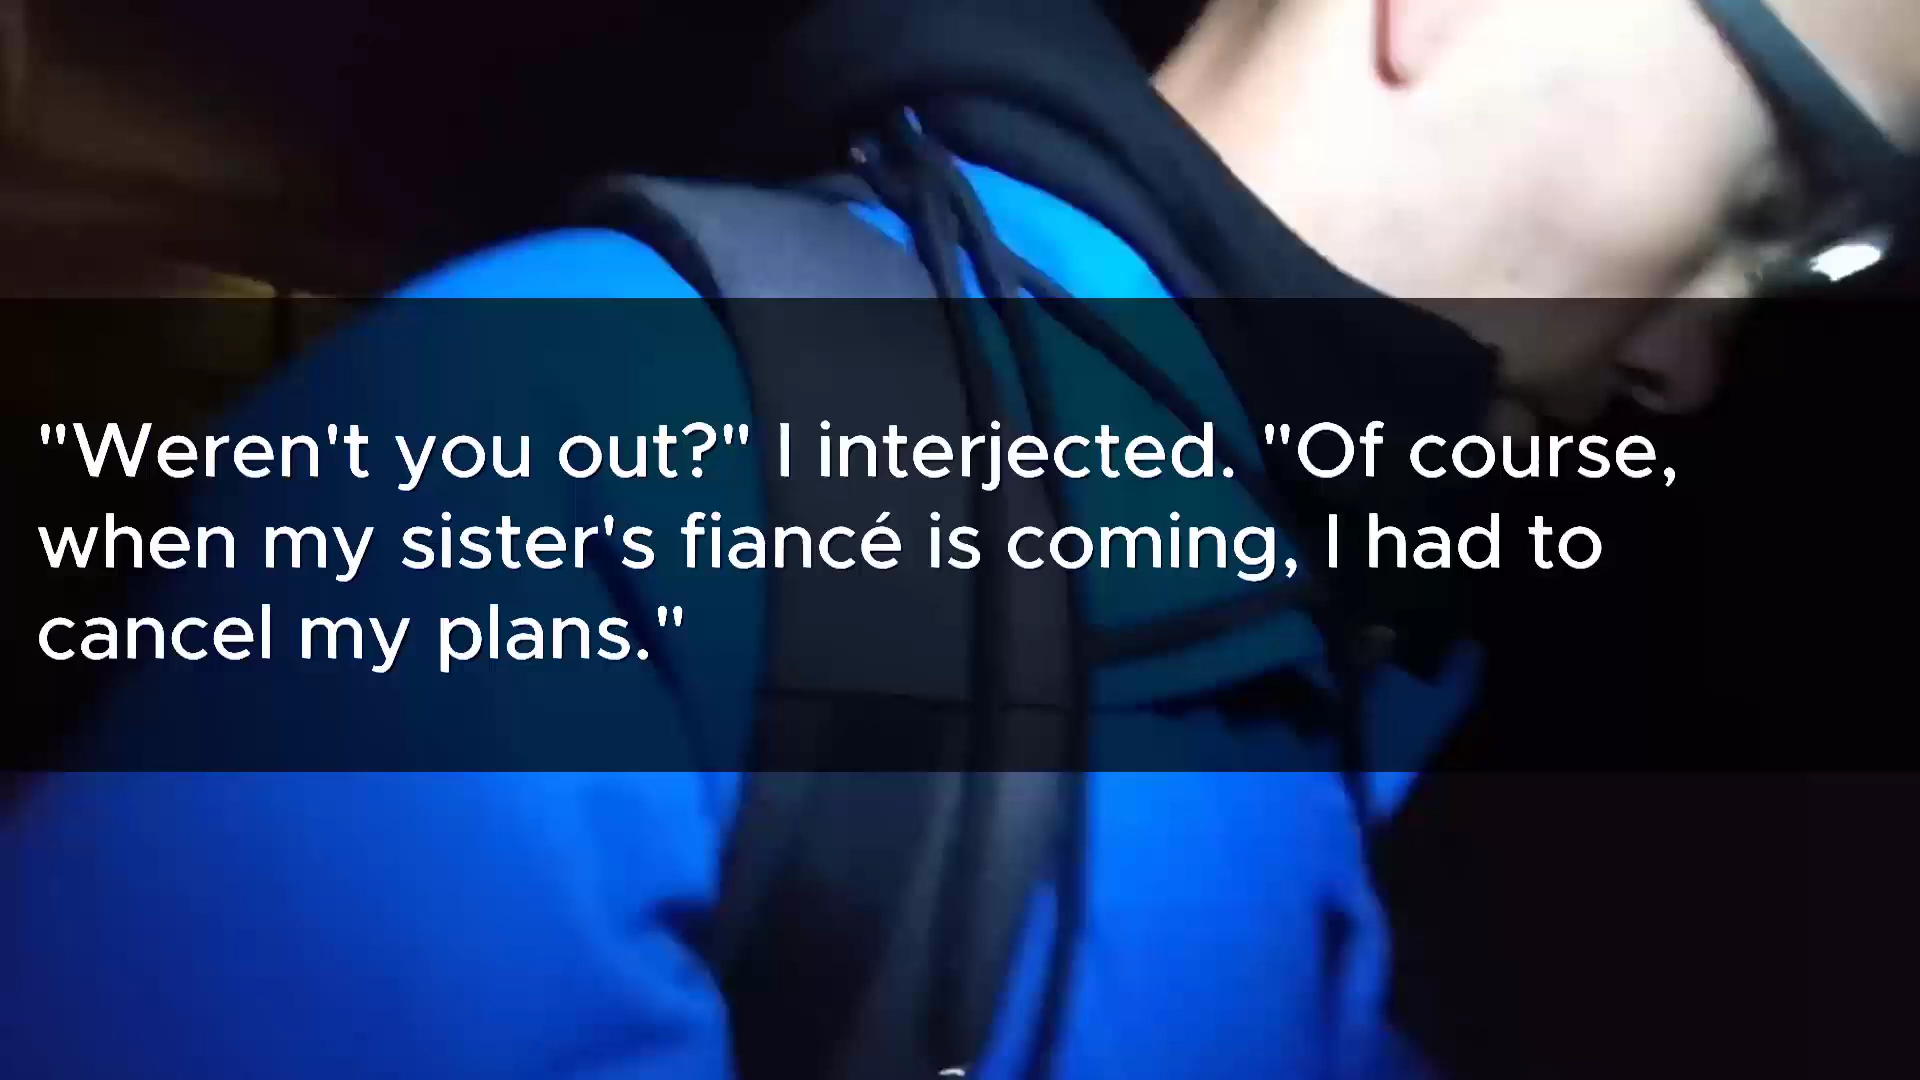 "Weren't you out?" I interjected. "Of course,
when my sister's fiancé is coming, I had to
cancel my plans."